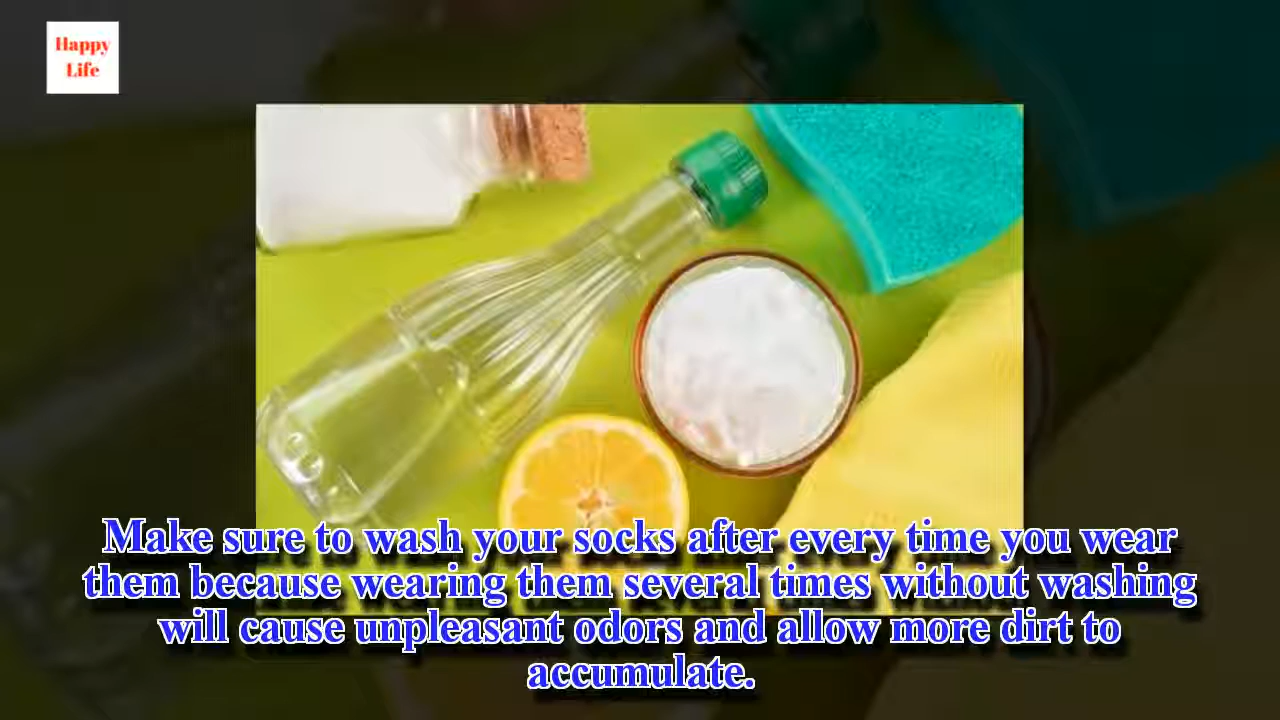 Happy
Life
Make sure to wash your socks after every time you wear
them because wearing them several times without washing
will cause unpleasant odors and allow more dirt to
accumulate.